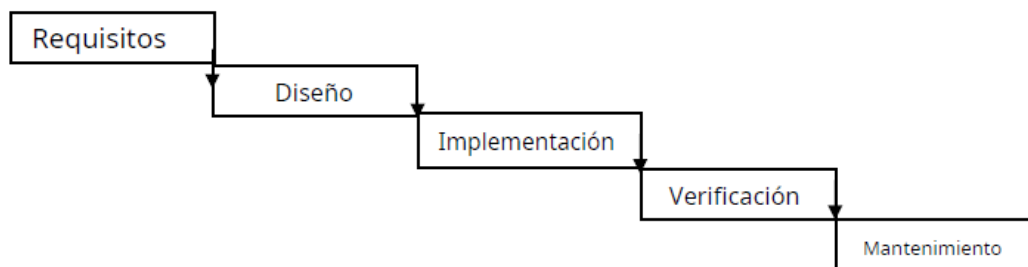 Requisitos
Diseño
Implementación
Verificación
Mantenimiento